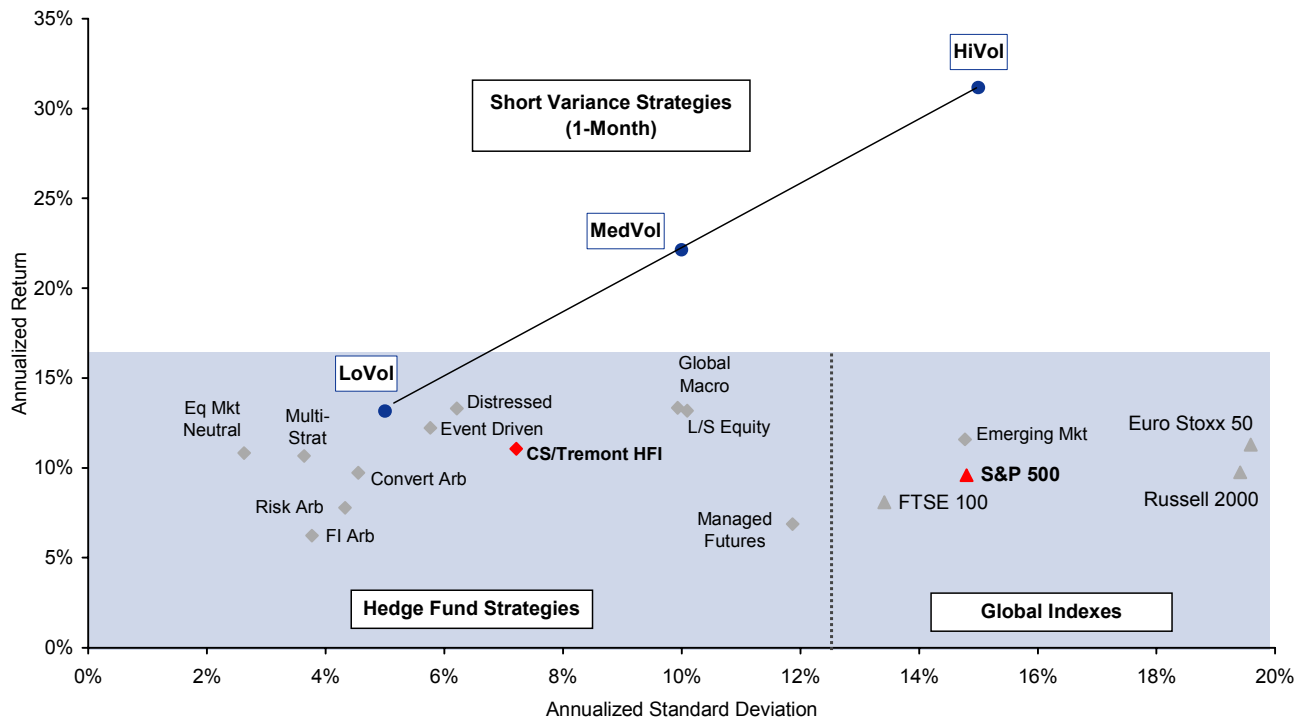 35%
30%
25%
20%
15%
10%
5%
0%
Annualized Return
HiVol
Short Variance Strategies
(1-Month)
MedVol
LoVol
Global
Macro
Distressed
Eq Mkt
Neutral
Multi-
Strat
Event Driven
L/S Equity
CS/Tremont HFI
Convert Arb
Risk Arb
FI Arb
Managed
Futures
Emerging Mkt
Euro Stoxx 50
S&P 500
FTSE 100
Russell 2000
Hedge Fund Strategies
Global Indexes
0%
2%
4%
6%
8%
10%
12%
14%
16%
18%
20%
Annualized Standard Deviation